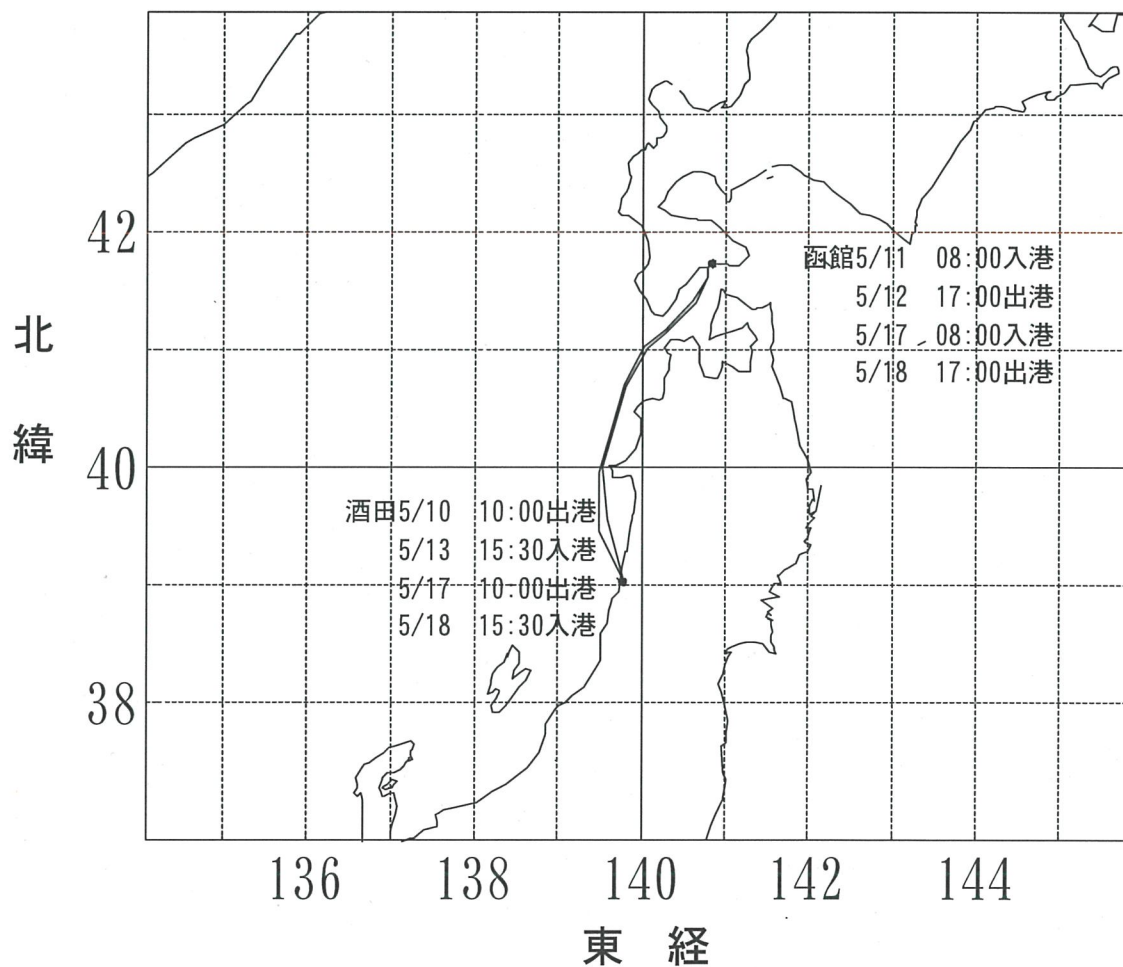 42
函館5/11 08:00入港
5/12 17:00出港
5/17 08:00入港
5/18 17:00出港
北
緯
40
酒田5/10 10:00出港
5/13 15:30入港
5/17 10:00出港
5/18 15:30入港
38
136 138 140 142 144
東 経